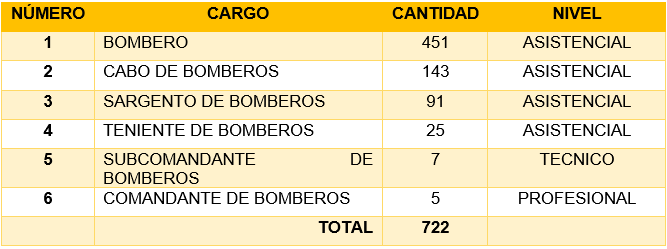 NÚMERO CARGO CANTIDAD NIVEL
1 BOMBERO 451 ASISTENCIAL
2 CABO DE BOMBEROS 143 ASISTENCIAL
3 SARGENTO DE BOMBEROS 91 ASISTENCIAL
4 TENIENTE DE BOMBEROS 25 ASISTENCIAL
5 SUBCOMANDANTE DE 7 TECNICO
BOMBEROS
6 COMANDANTE DE BOMBEROS 5 PROFESIONAL
TOTAL 722